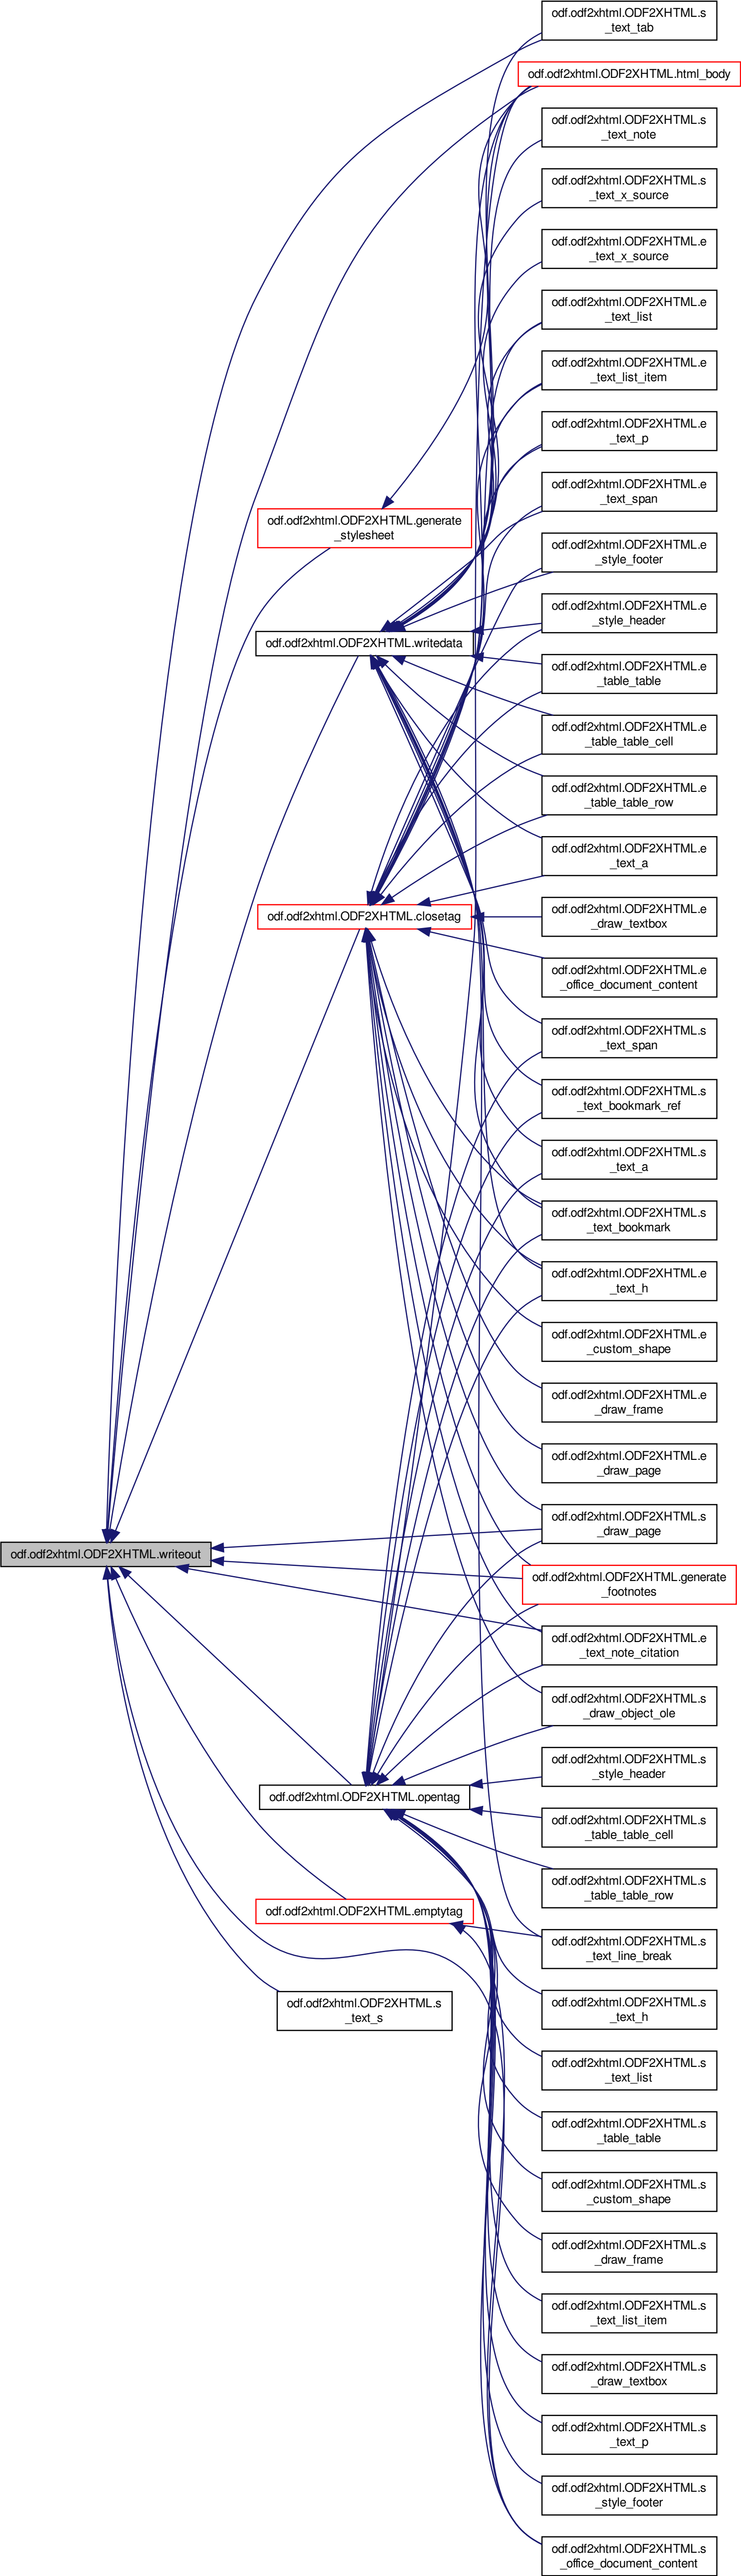 odf.odf2xhtml.ODF2XHTML.s
_text_tab
odf.odf2xhtml.ODF2XHTML.html_body
odf.odf2xhtml.ODF2XHTML.s
_text_note
odf.odf2xhtml.ODF2XHTML.s
_text_x_source
odf.odf2xhtml.ODF2XHTML.e
_text_x_source
odf.odf2xhtml.ODF2XHTML.e
_text_list
odf.odf2xhtml.ODF2XHTML.e
_text_list_item
odf.odf2xhtml.ODF2XHTML.e
_text_p
odf.odf2xhtml.ODF2XHTML.e
_text_span
odf.odf2xhtml.ODF2XHTML.generate
_stylesheet
odf.odf2xhtml.ODF2XHTML.e
_style_footer
odf.odf2xhtml.ODF2XHTML.e
_style_header
odf.odf2xhtml.ODF2XHTML.writedata
odf.odf2xhtml.ODF2XHTML.e
_table_table
odf.odf2xhtml.ODF2XHTML.e
_table_table_cell
odf.odf2xhtml.ODF2XHTML.e
_table_table_row
odf.odf2xhtml.ODF2XHTML.e
_text_a
odf.odf2xhtml.ODF2XHTML.closetag
odf.odf2xhtml.ODF2XHTML.e
_draw_textbox
odf.odf2xhtml.ODF2XHTML.e
_office_document_content
odf.odf2xhtml.ODF2XHTML.s
_text_span
odf.odf2xhtml.ODF2XHTML.s
_text_bookmark_ref
odf.odf2xhtml.ODF2XHTML.s
_text_a
odf.odf2xhtml.ODF2XHTML.s
_text_bookmark
odf.odf2xhtml.ODF2XHTML.e
_text_h
odf.odf2xhtml.ODF2XHTML.e
_custom_shape
odf.odf2xhtml.ODF2XHTML.e
_draw_frame
odf.odf2xhtml.ODF2XHTML.e
_draw_page
odf.odf2xhtml.ODF2XHTML.s
_draw_page
odf.odf2xhtml.ODF2XHTML.writeout
odf.odf2xhtml.ODF2XHTML.generate
_footnotes
odf.odf2xhtml.ODF2XHTML.e
_text_note_citation
odf.odf2xhtml.ODF2XHTML.s
_draw_object_ole
odf.odf2xhtml.ODF2XHTML.s
_style_header
odf.odf2xhtml.ODF2XHTML.opentag
odf.odf2xhtml.ODF2XHTML.s
_table_table_cell
odf.odf2xhtml.ODF2XHTML.s
_table_table_row
odf.odf2xhtml.ODF2XHTML.emptytag
odf.odf2xhtml.ODF2XHTML.s
_text_line_break
odf.odf2xhtml.ODF2XHTML.s
_text_s
odf.odf2xhtml.ODF2XHTML.s
_text_h
odf.odf2xhtml.ODF2XHTML.s
_text_list
odf.odf2xhtml.ODF2XHTML.s
_table_table
odf.odf2xhtml.ODF2XHTML.s
_custom_shape
odf.odf2xhtml.ODF2XHTML.s
_draw_frame
odf.odf2xhtml.ODF2XHTML.s
_text_list_item
odf.odf2xhtml.ODF2XHTML.s
_draw_textbox
odf.odf2xhtml.ODF2XHTML.s
_text_p
odf.odf2xhtml.ODF2XHTML.s
_style_footer
odf.odf2xhtml.ODF2XHTML.s
_office_document_content